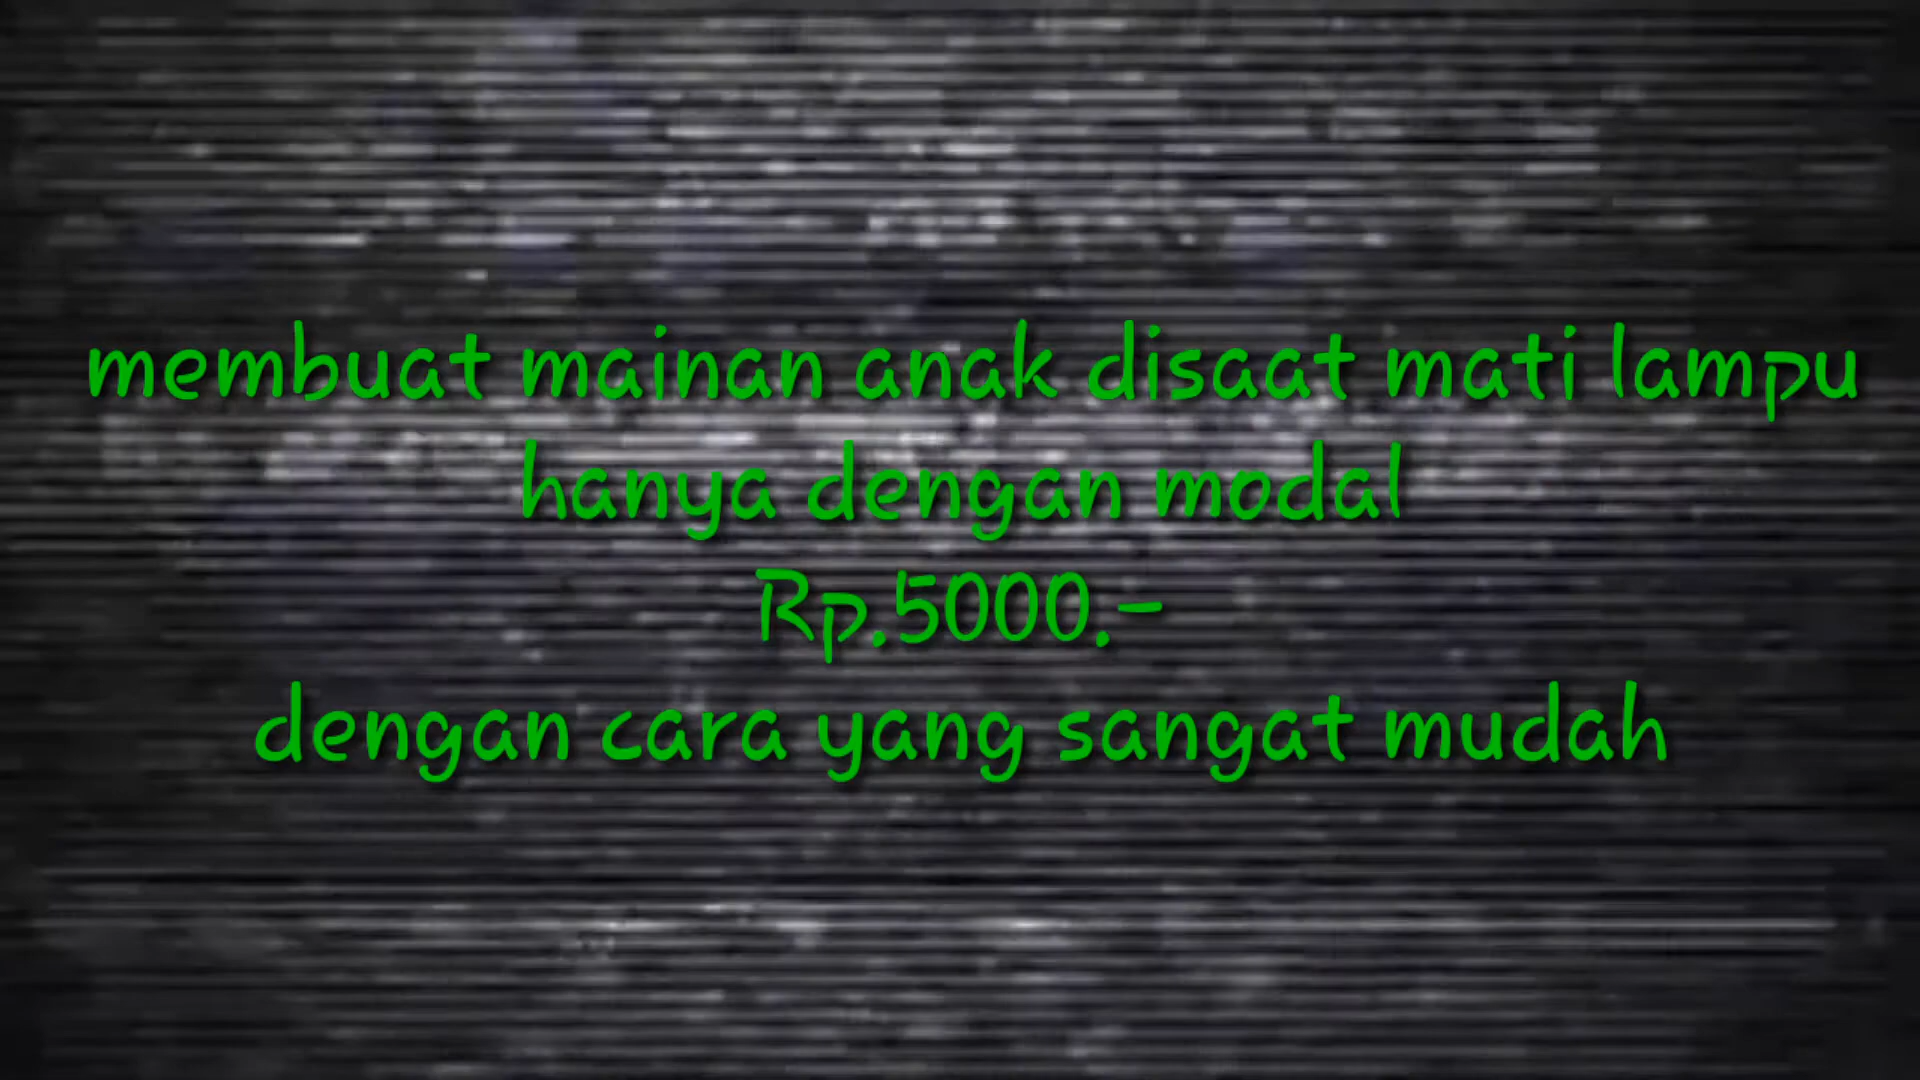 membuat mainan anak disaat mati lampu
hanya dengan modal
Rp.5000.-
dengan cara yang sangat mudah